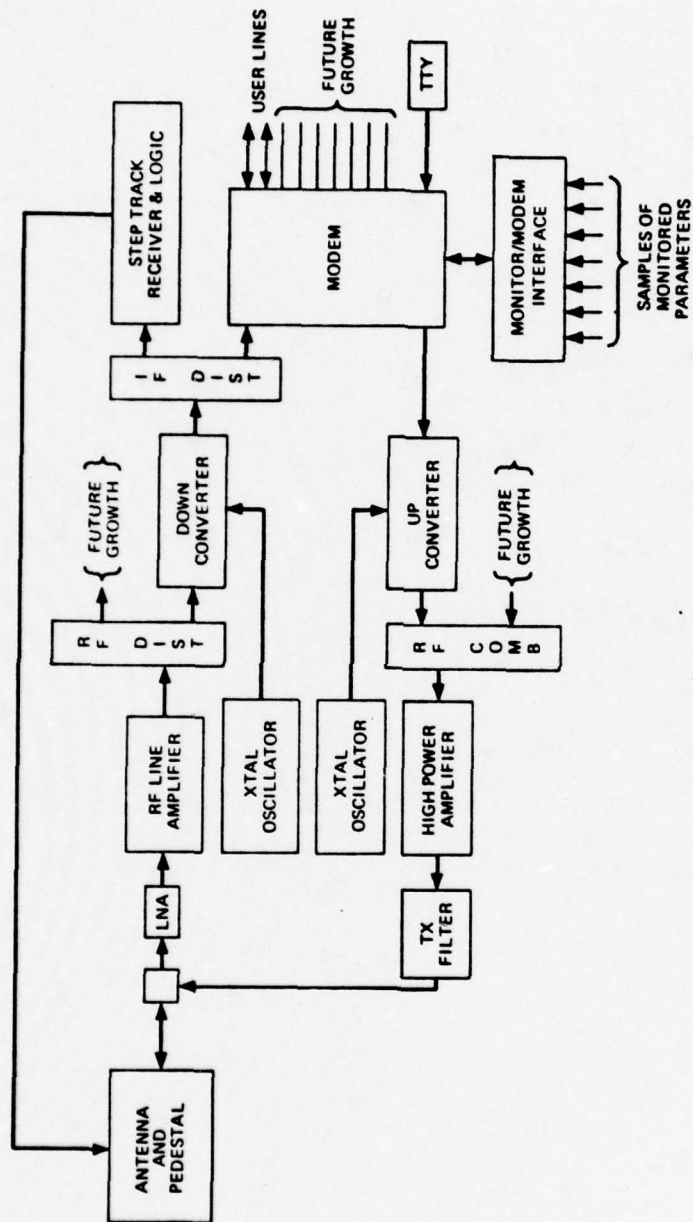 ANTENNA
AND
PEDESTAL
LNA
RF LINE
AMPLIFIER
RF DIST
FUTURE
GROWTH
DOWN
CONVERTER
XTAL
OSCILLATOR
IF DIST
STEP TRACK
RECEIVER & LOGIC
MODEM
USER LINES
FUTURE
GROWTH
TTY
MONITOR/MODEM
INTERFACE
SAMPLES OF
MONITORED
PARAMETERS
XTAL
OSCILLATOR
UP
CONVERTER
RF COMB
FUTURE
GROWTH
HIGH POWER
AMPLIFIER
TX
FILTER